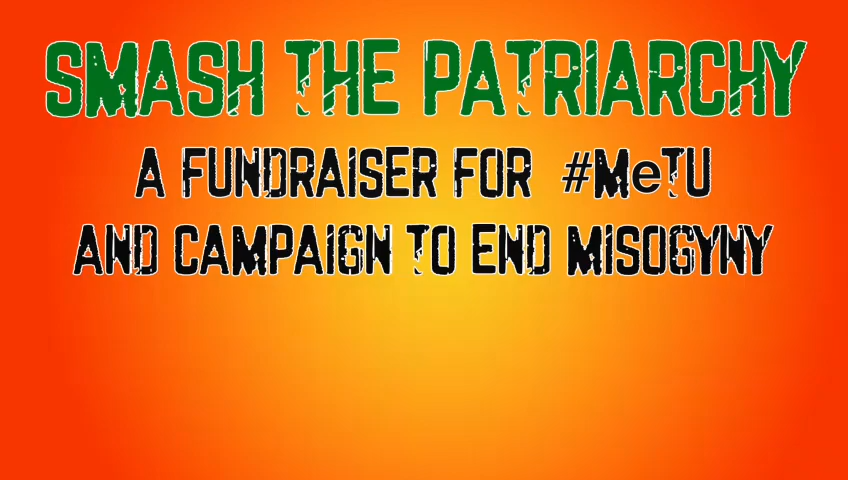 SMASH THE PATRIARCHY
A FUNDRAISER FOR #MeTU
AND CAMPAIGN TO END MISOGYNY